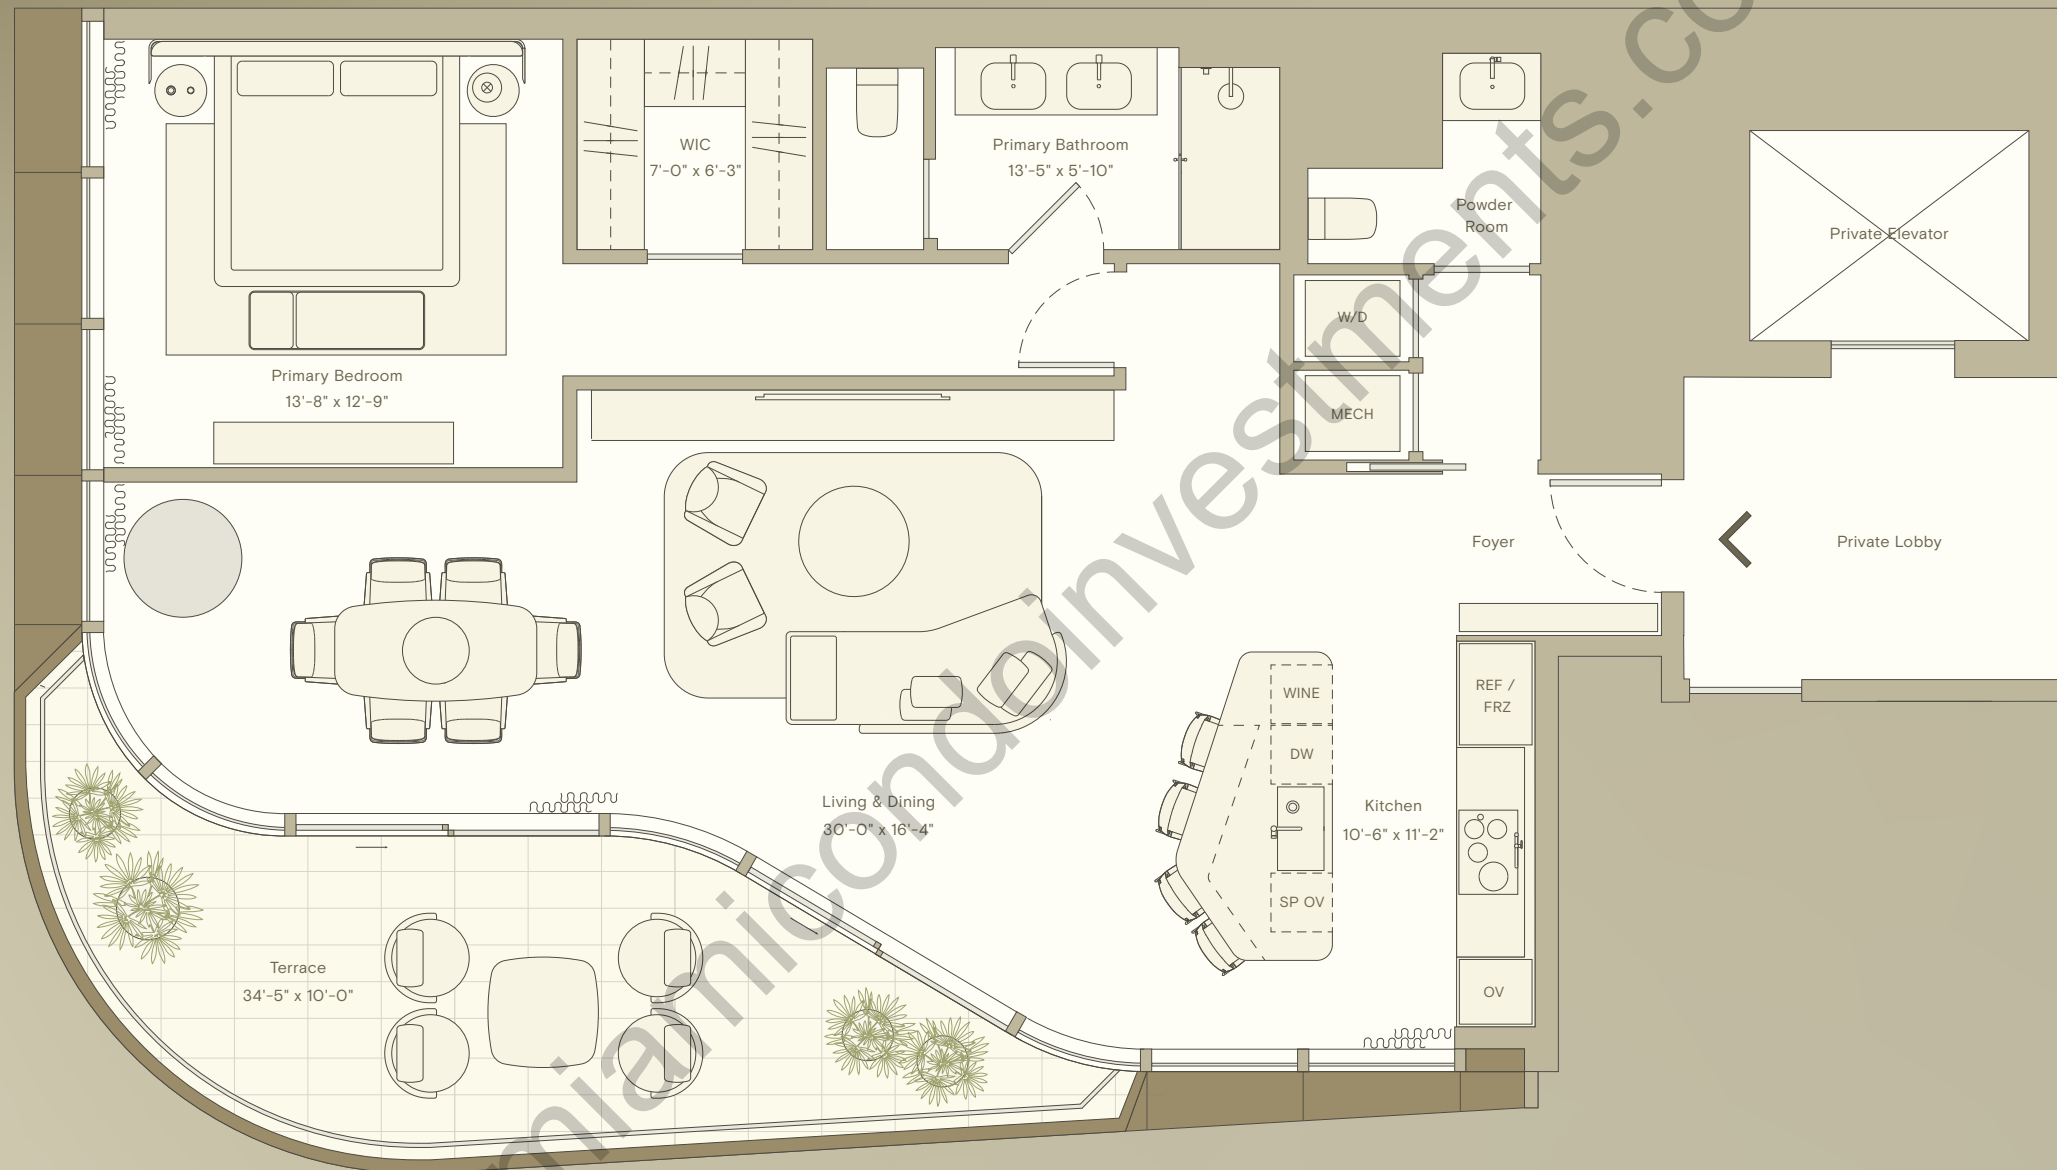 WIC
7'-0" x 6'-3"
Primary Bathroom
13'-5" x 5'-10"
Powder
Room
Private Elevator
W/D
Primary Bedroom
13'-8" x 12'-9"
MECH
Foyer
Private Lobby
REF /
FRZ
WINE
DW
Living & Dining
30'-0" x 16'-4"
Kitchen
10'-6" x 11'-2"
SP OV
Terrace
34'-5" x 10'-0"
OV
miamicondoinvestments.co